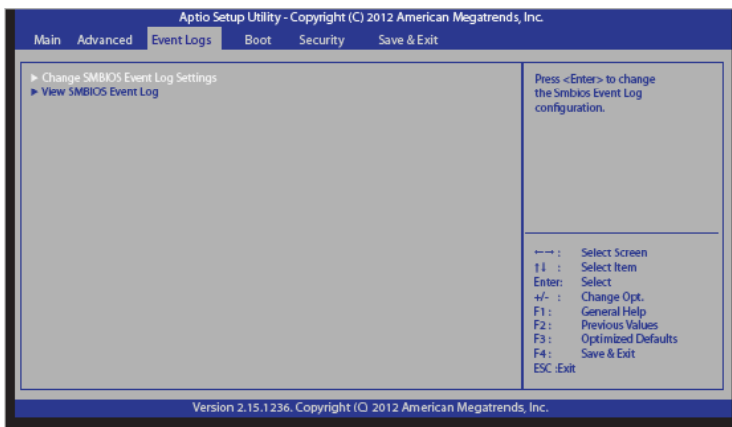 Aptio Setup Utility - Copyright (C) 2012 American Megatrends, Inc.
Main Advanced Event Logs Boot Security Save & Exit
► Change SMBIOS Event Log Settings
► View SMBIOS Event Log
Press <Enter> to change
the Smbios Event Log
configuration.
←→ : Select Screen
↑↓ : Select Item
Enter: Select
+/- : Change Opt.
F1 : General Help
F2 : Previous Values
F3 : Optimized Defaults
F4 : Save & Exit
ESC :Exit
Version 2.15.1236. Copyright (C) 2012 American Megatrends, Inc.